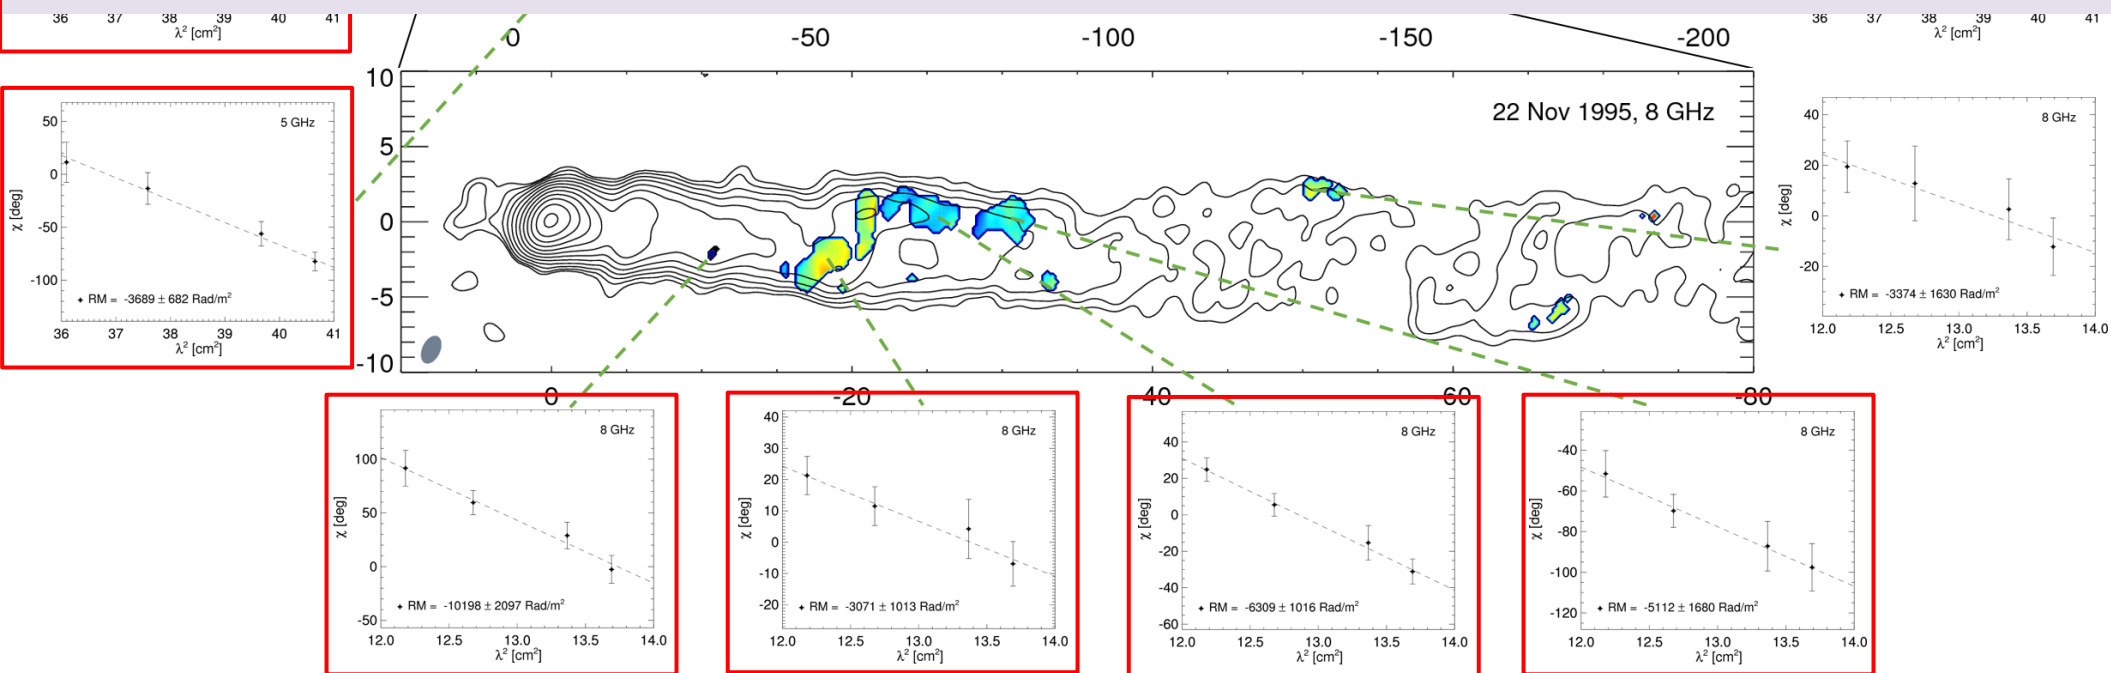 36 37 38 39 40 41
λ² [cm²]
0 -50 -100 -150 -200
36 37 38 39 40 41
λ² [cm²]
5 GHz
χ [deg]
50
0
-50
-100
RM = -3689 ± 682 Rad/m²
36 37 38 39 40 41
λ² [cm²]
22 Nov 1995, 8 GHz
10
5
0
-5
-10
0 -20 -40 -60 -80
8 GHz
χ [deg]
40
20
0
-20
RM = -3374 ± 1630 Rad/m²
12.0 12.5 13.0 13.5 14.0
λ² [cm²]
8 GHz
χ [deg]
100
50
0
-50
RM = -10198 ± 2097 Rad/m²
12.0 12.5 13.0 13.5 14.0
λ² [cm²]
8 GHz
χ [deg]
40
30
20
10
0
-10
-20
RM = -3071 ± 1013 Rad/m²
12.0 12.5 13.0 13.5 14.0
λ² [cm²]
8 GHz
χ [deg]
40
20
0
-20
-40
-60
RM = -6309 ± 1016 Rad/m²
12.0 12.5 13.0 13.5 14.0
λ² [cm²]
8 GHz
χ [deg]
-40
-60
-80
-100
-120
RM = -5112 ± 1680 Rad/m²
12.0 12.5 13.0 13.5 14.0
λ² [cm²]